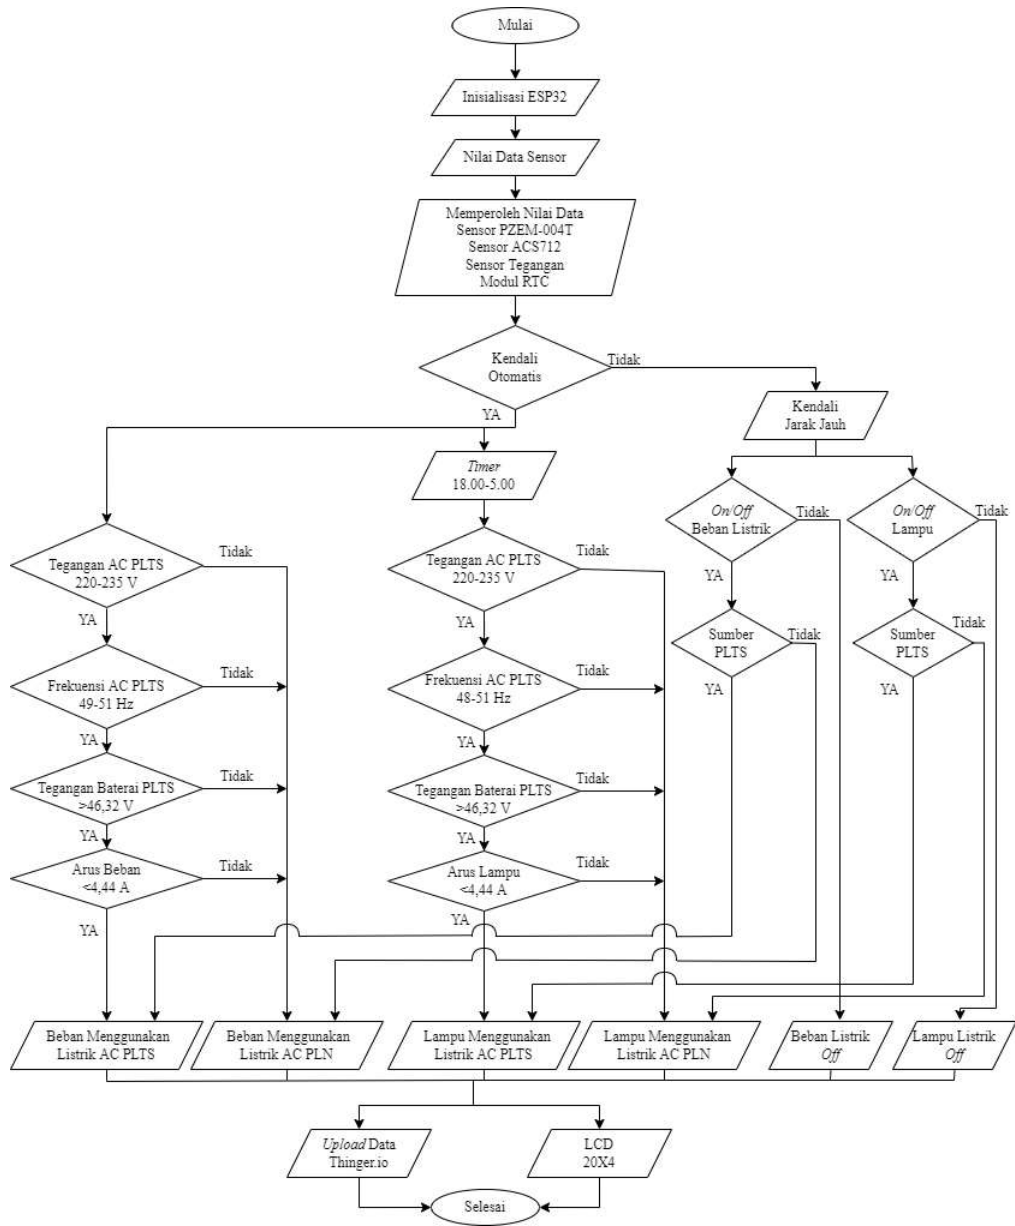 Mulai
Inisialisasi ESP32
Nilai Data Sensor
Memperoleh Nilai Data
Sensor PZEM-004T
Sensor ACS712
Sensor Tegangan
Modul RTC
Kendali
Otomatis
Tidak
YA
Kendali
Jarak Jauh
Timer
18.00-5.00
On/Off
Beban Listrik
Tidak
On/Off
Lampu
Tidak
YA
YA
Tegangan AC PLTS
220-235 V
Tidak
YA
Tegangan AC PLTS
220-235 V
Tidak
YA
Sumber
PLTS
Tidak
YA
Sumber
PLTS
Tidak
YA
Frekuensi AC PLTS
49-51 Hz
Tidak
YA
Frekuensi AC PLTS
48-51 Hz
Tidak
YA
Tegangan Baterai PLTS
>46,32 V
Tidak
YA
Tegangan Baterai PLTS
>46,32 V
Tidak
YA
Arus Beban
<4,44 A
Tidak
YA
Arus Lampu
<4,44 A
Tidak
YA
Beban Menggunakan
Listrik AC PLTS
Beban Menggunakan
Listrik AC PLN
Lampu Menggunakan
Listrik AC PLTS
Lampu Menggunakan
Listrik AC PLN
Beban Listrik
Off
Lampu Listrik
Off
Upload Data
Thinger.io
LCD
20X4
Selesai